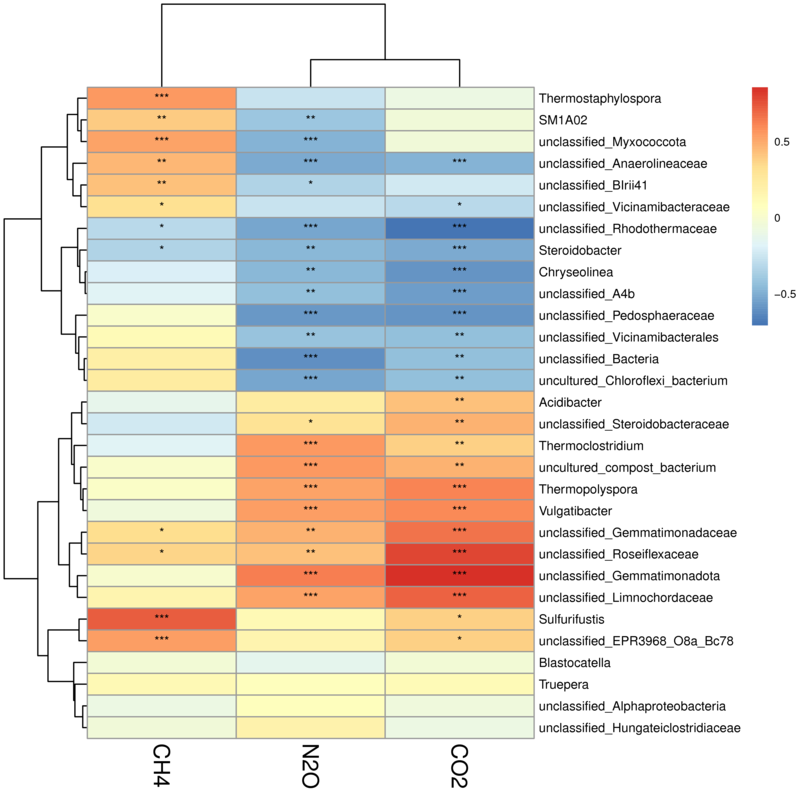 *** Thermostaphylospora
** ** SM1A02
*** *** unclassified_Myxococcota
** *** *** unclassified_Anaerolineaceae
** * unclassified_Blrii41
* * unclassified_Vicinamibacteraceae
* *** *** unclassified_Rhodothermaceae
* ** *** Steroidobacter
** *** Chryseolinea
** *** unclassified_A4b
*** *** unclassified_Pedosphaeraceae
** ** unclassified_Vicinamibacterales
*** ** unclassified_Bacteria
*** ** uncultured_Chloroflexi_bacterium
** Acidibacter
* ** unclassified_Steroidobacteraceae
*** ** Thermoclostridium
*** ** uncultured_compost_bacterium
*** *** Thermopolyspora
*** *** Vulgatibacter
* ** *** unclassified_Gemmatimonadaceae
* ** *** unclassified_Roseiflexaceae
*** *** unclassified_Gemmatimonadota
*** *** unclassified_Limnochordaceae
*** * Sulfurifustis
*** * unclassified_EPR3968_O8a_Bc78
Blastocatella
Truepera
unclassified_Alphaproteobacteria
unclassified_Hungateiclostridiaceae
CH4
N2O
CO2
0.5
0
−0.5